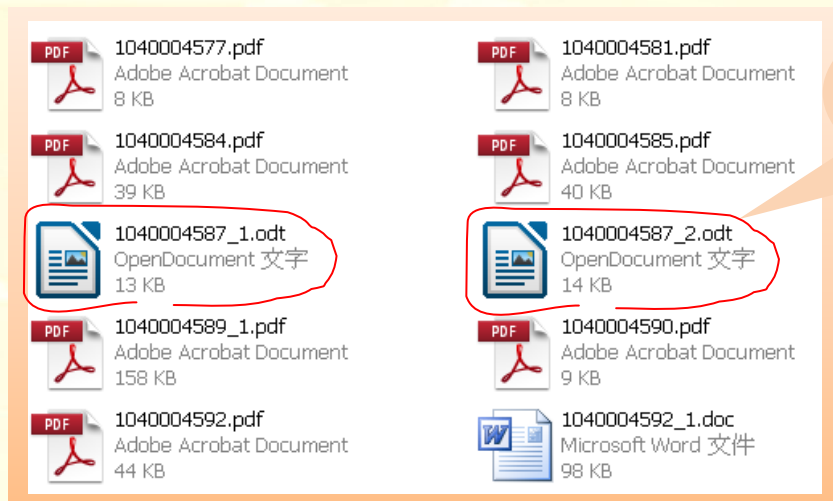 PDF
1040004577.pdf
Adobe Acrobat Document
8 KB
PDF
1040004581.pdf
Adobe Acrobat Document
8 KB
PDF
1040004584.pdf
Adobe Acrobat Document
39 KB
PDF
1040004585.pdf
Adobe Acrobat Document
40 KB
1040004587_1.odt
OpenDocument 文字
13 KB
1040004587_2.odt
OpenDocument 文字
14 KB
PDF
1040004589_1.pdf
Adobe Acrobat Document
158 KB
PDF
1040004590.pdf
Adobe Acrobat Document
9 KB
PDF
1040004592.pdf
Adobe Acrobat Document
44 KB
W
1040004592_1.doc
Microsoft Word 文件
98 KB